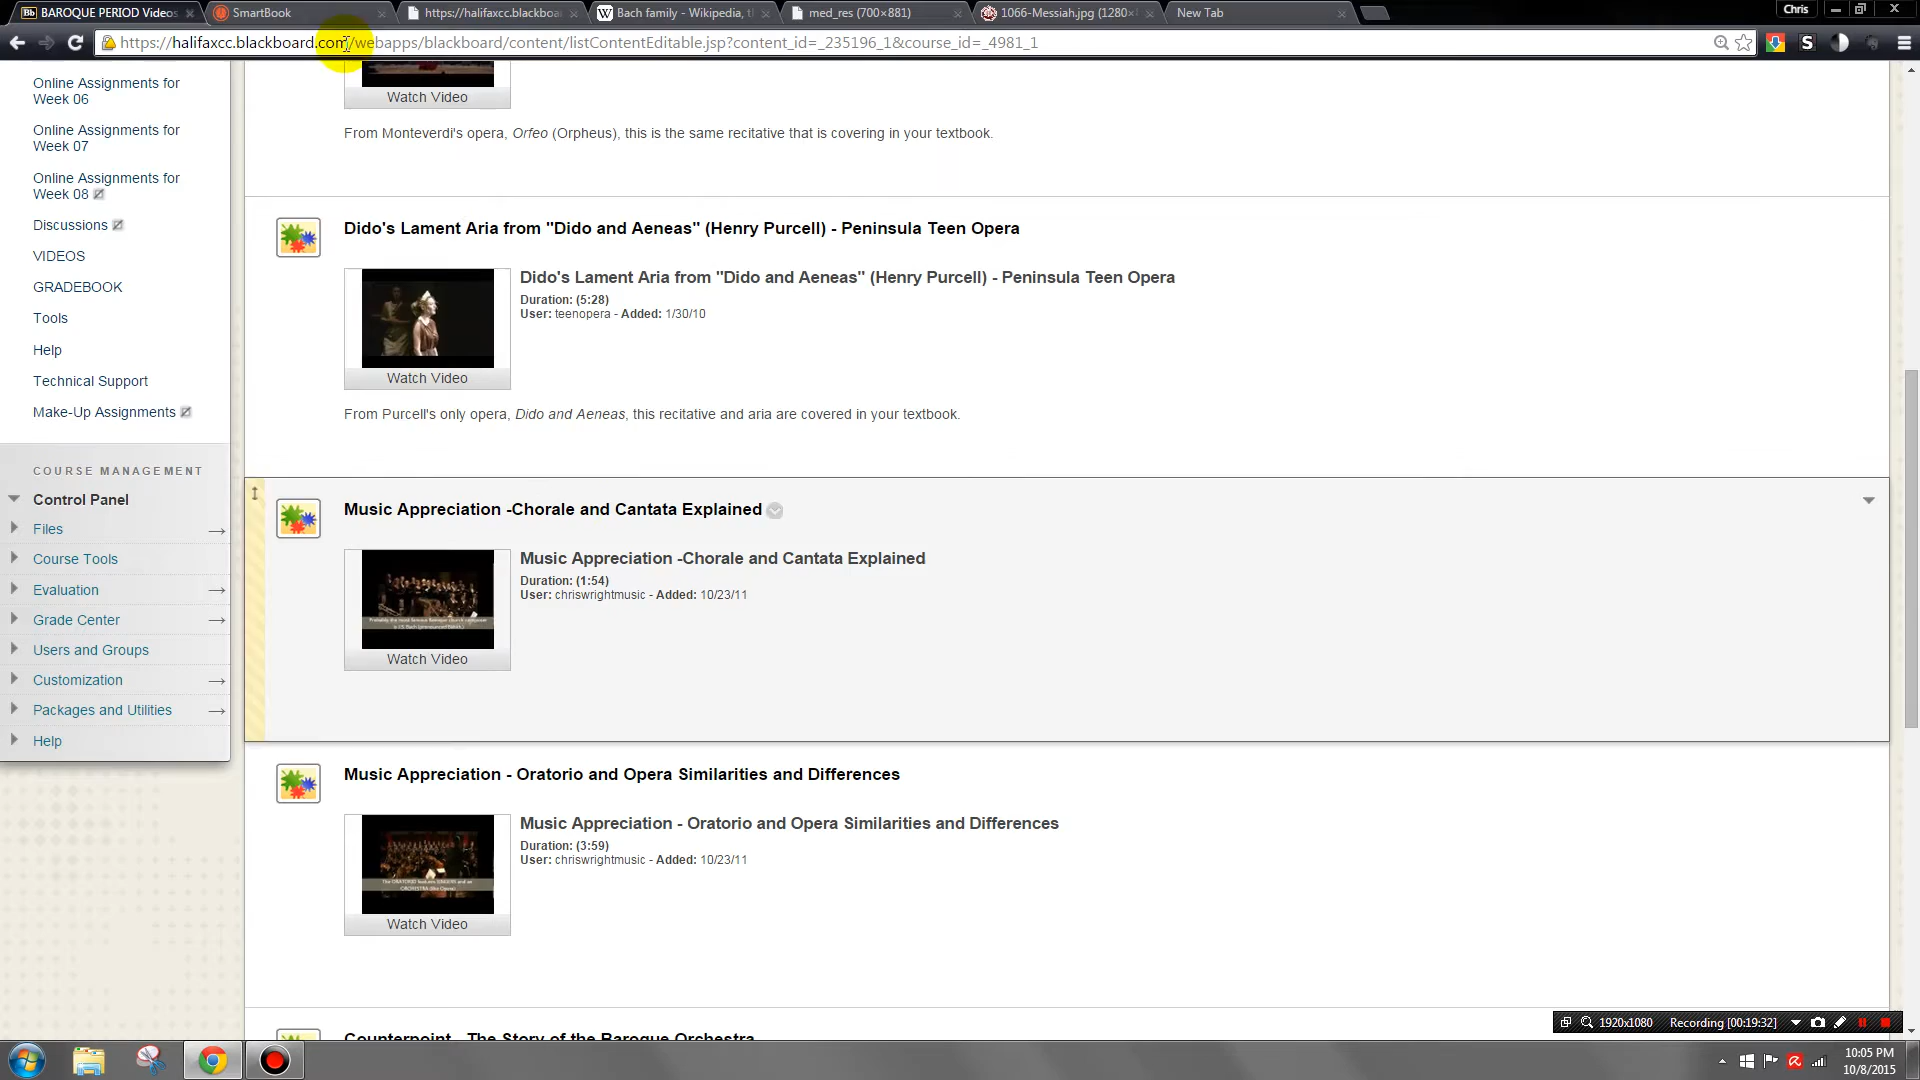 BAROQUE PERIOD Videos
SmartBook
https://halifaxcc.blackboa
Bach family - Wikipedia, t
med_res (700×881)
1066-Messiah.jpg (1280×
New Tab
Chris
https://halifaxcc.blackboard.com/webapps/blackboard/content/listContentEditable.jsp?content_id=_235196_1&course_id=_4981_1
Online Assignments for
Week 06
Online Assignments for
Week 07
Online Assignments for
Week 08
Discussions
VIDEOS
GRADEBOOK
Tools
Help
Technical Support
Make-Up Assignments
COURSE MANAGEMENT
Control Panel
Files
Course Tools
Evaluation
Grade Center
Users and Groups
Customization
Packages and Utilities
Help
Watch Video
From Monteverdi's opera, Orfeo (Orpheus), this is the same recitative that is covering in your textbook.
Dido's Lament Aria from "Dido and Aeneas" (Henry Purcell) - Peninsula Teen Opera
Dido's Lament Aria from "Dido and Aeneas" (Henry Purcell) - Peninsula Teen Opera
Duration: (5:28)
User: teenopera - Added: 1/30/10
Watch Video
From Purcell's only opera, Dido and Aeneas, this recitative and aria are covered in your textbook.
Music Appreciation -Chorale and Cantata Explained
Music Appreciation -Chorale and Cantata Explained
Duration: (1:54)
User: chriswrightmusic - Added: 10/23/11
Watch Video
Music Appreciation - Oratorio and Opera Similarities and Differences
Music Appreciation - Oratorio and Opera Similarities and Differences
Duration: (3:59)
User: chriswrightmusic - Added: 10/23/11
Watch Video
Counterpoint - The Story of the Baroque Orchestra
1920x1080 Recording [00:19:32]
10:05 PM
10/8/2015